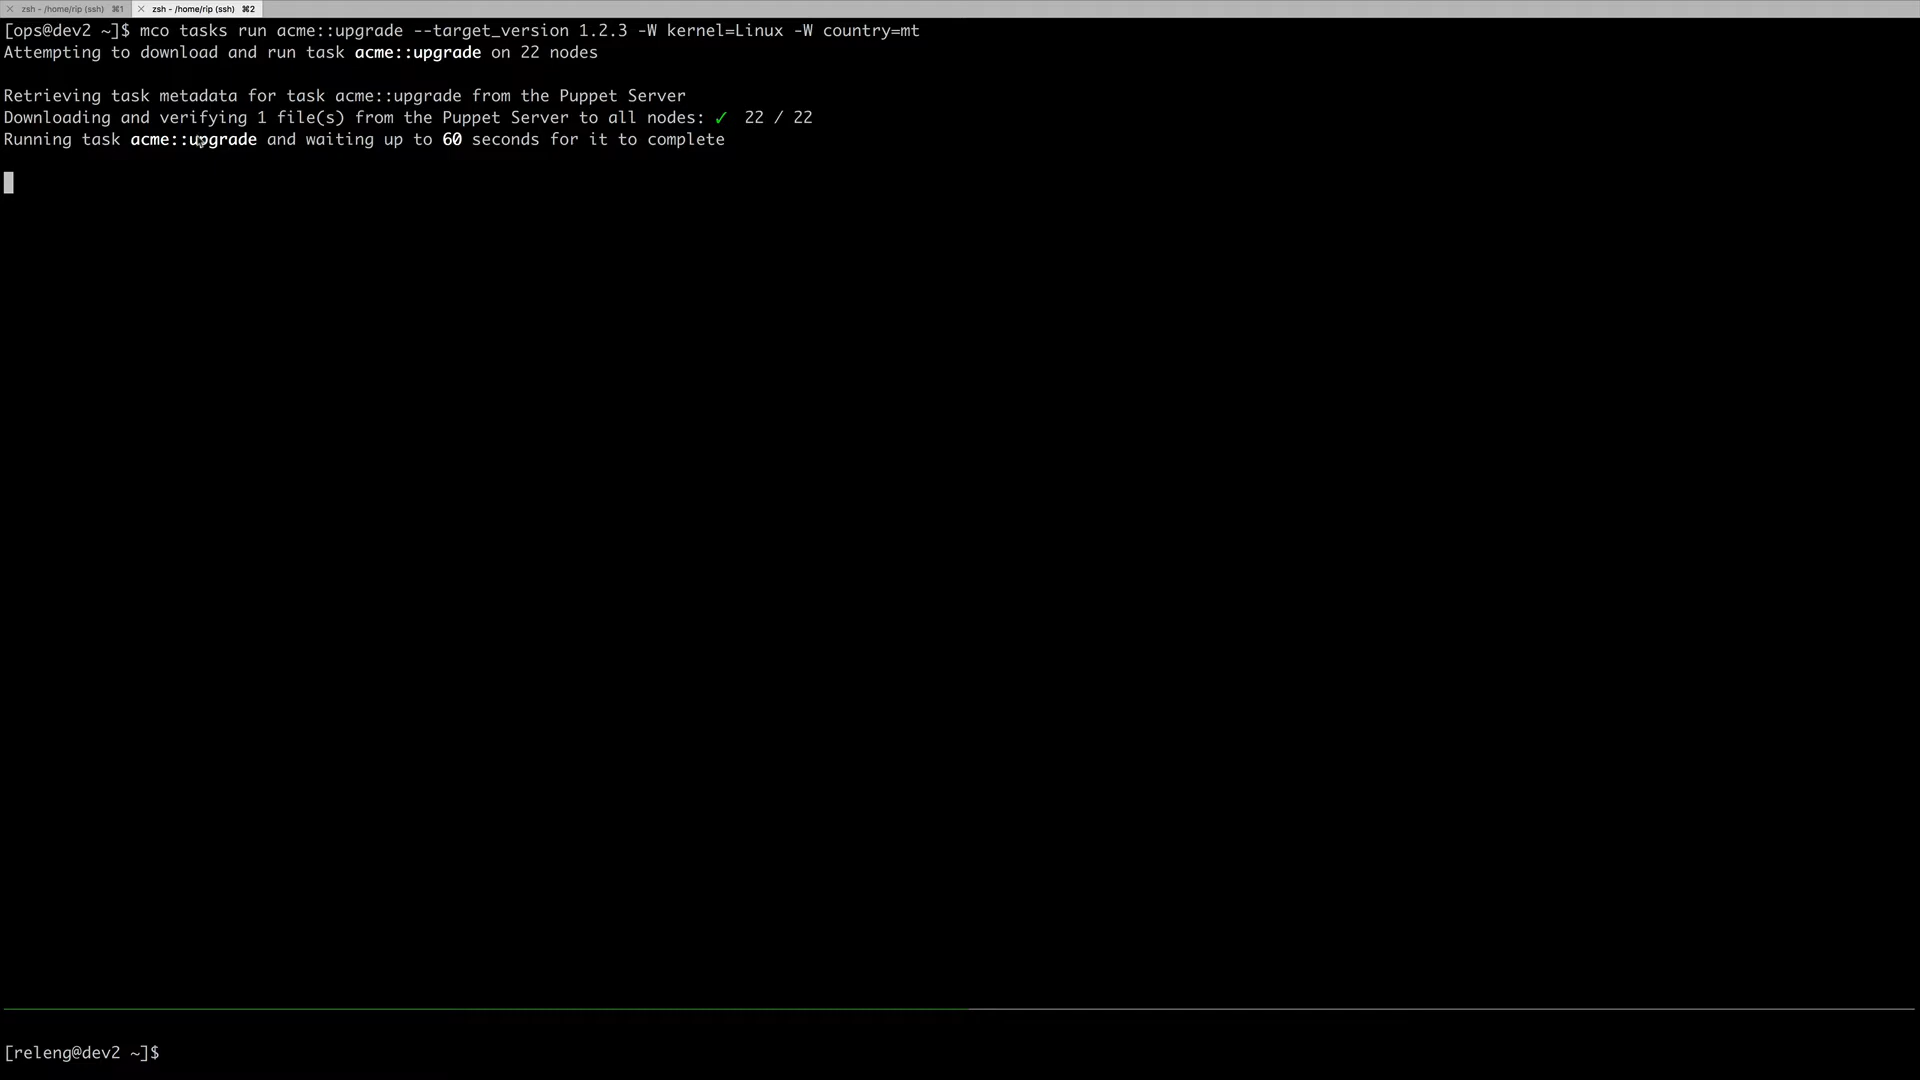 zsh - /home/rip (ssh) ⌘1 zsh - /home/rip (ssh) ⌘2
[ops@dev2 ~]$ mco tasks run acme::upgrade --target_version 1.2.3 -W kernel=Linux -W country=mt
Attempting to download and run task acme::upgrade on 22 nodes
Retrieving task metadata for task acme::upgrade from the Puppet Server
Downloading and verifying 1 file(s) from the Puppet Server to all nodes: ✓ 22 / 22
Running task acme::upgrade and waiting up to 60 seconds for it to complete
[releng@dev2 ~]$